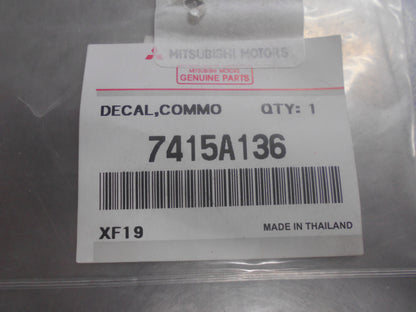 MITSUBISHI MOTORS
MITSUBISHI MOTORS
GENUINE PARTS
DECAL,COMMO QTY: 1
7415A136
XF19 MADE IN THAILAND